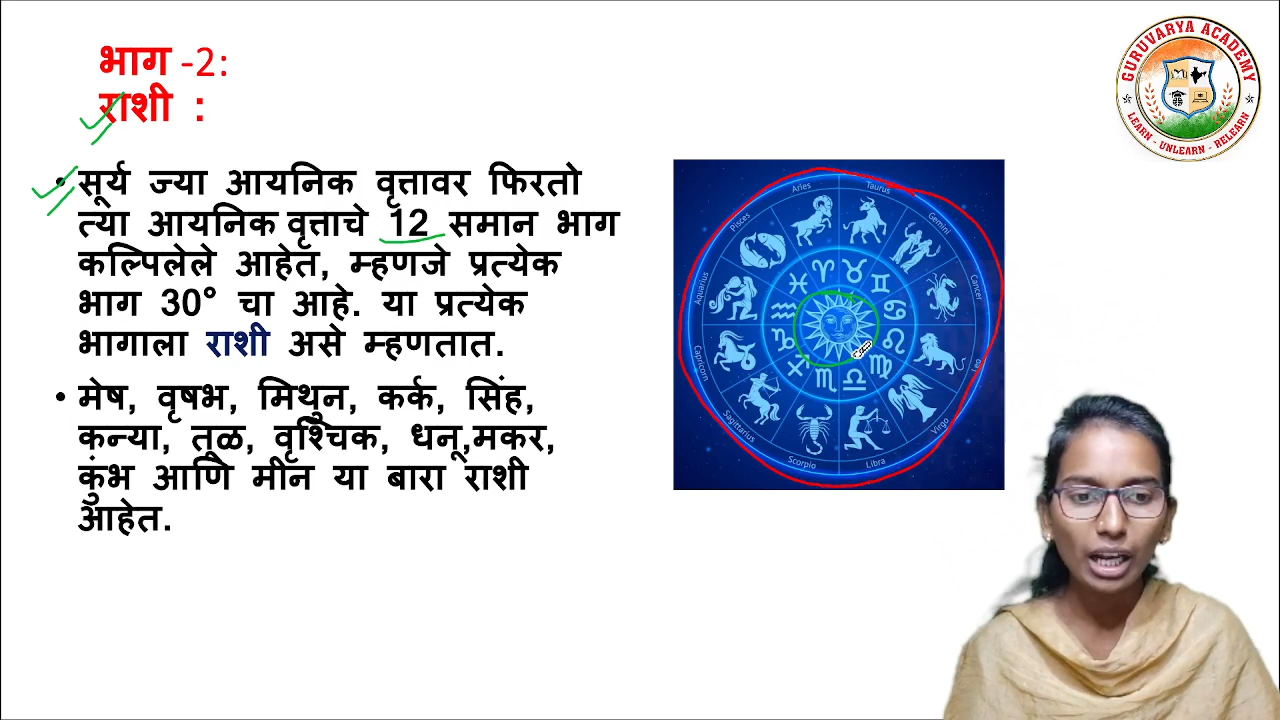 भाग -2:
राशी :
• सूर्य ज्या आयनिक वृत्तावर फिरतो
त्या आयनिक वृत्ताचे 12 समान भाग
कल्पिलेले आहेत, म्हणजे प्रत्येक
भाग 30° चा आहे. या प्रत्येक
भागाला राशी असे म्हणतात.
• मेष, वृषभ, मिथुन, कर्क, सिंह,
कन्या, तूळ, वृश्चिक, धनू,मकर,
कुंभ आणि मीन या बारा राशी
आहेत.
Aries
Taurus
Gemini
Cancer
Leo
Virgo
Libra
Scorpio
Sagittarius
Capricorn
Aquarius
Pisces
GURUVARYA ACADEMY
LEARN - UNLEARN - RELEARN